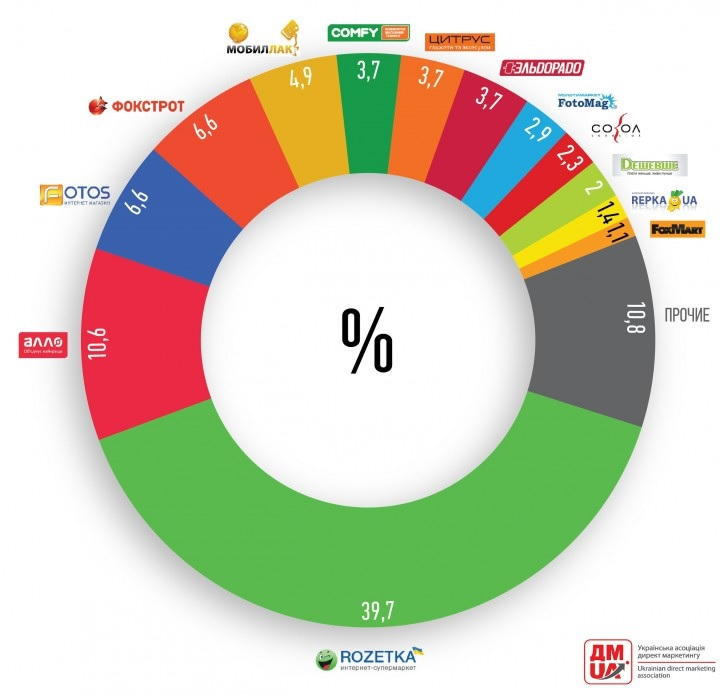 МОБИЛЛАК
COMFY
ЦИТРУС
гаджеты та аксесуари
ЭЛЬДОРАДО
ФОКСТРОТ
FotoMag
СОКОЛ
FOTOS
ИНТЕРНЕТ МАГАЗИН
Дешевше
REPKA UA
FOXMART
алло
Обирай найкраще
ПРОЧИЕ
4,9
3,7
3,7
3,7
2,9
2,3
2
1,4
1,1
10,8
6,6
6,6
10,6
39,7
%
ROZETKA
интернет-супермаркет
ДМ
UA
Українська асоціація
директ маркетингу
Ukrainian direct marketing
association